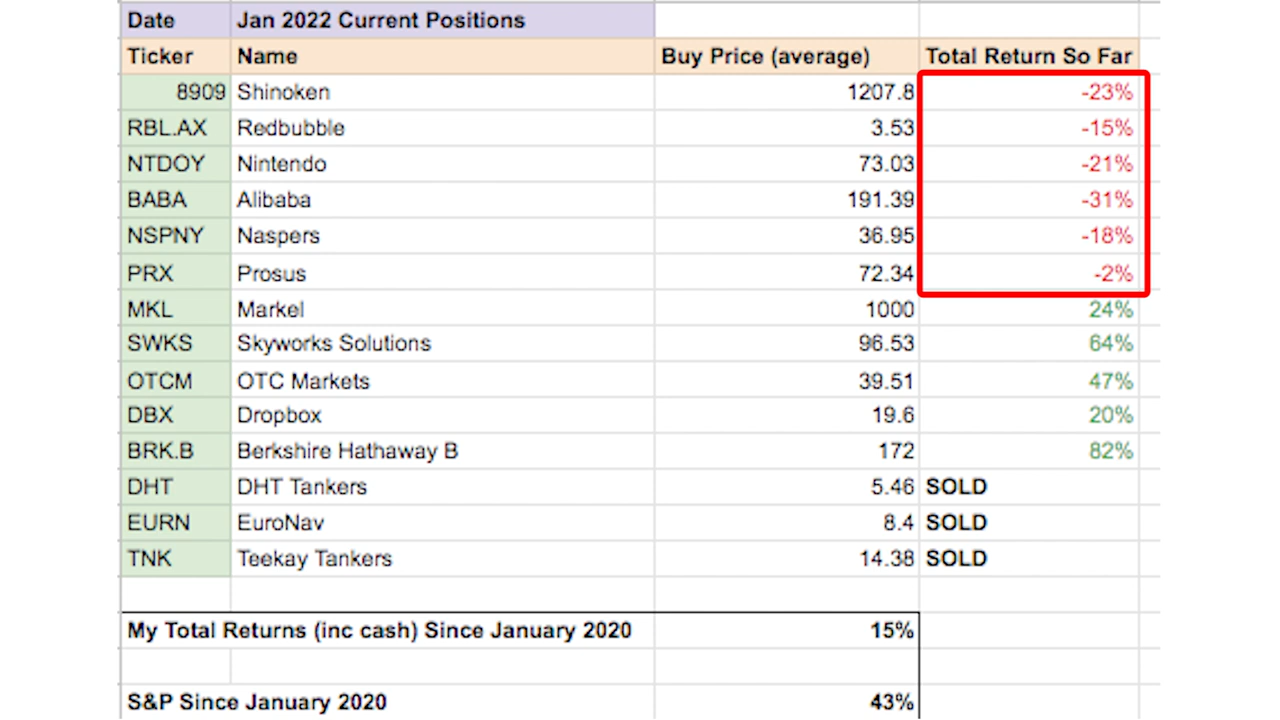 Date Jan 2022 Current Positions
Ticker Name Buy Price (average) Total Return So Far
8909 Shinoken 1207.8 -23%
RBL.AX Redbubble 3.53 -15%
NTDOY Nintendo 73.03 -21%
BABA Alibaba 191.39 -31%
NSPNY Naspers 36.95 -18%
PRX Prosus 72.34 -2%
MKL Markel 1000 24%
SWKS Skyworks Solutions 96.53 64%
OTCM OTC Markets 39.51 47%
DBX Dropbox 19.6 20%
BRK.B Berkshire Hathaway B 172 82%
DHT DHT Tankers 5.46 SOLD
EURN EuroNav 8.4 SOLD
TNK Teekay Tankers 14.38 SOLD
My Total Returns (inc cash) Since January 2020 15%
S&P Since January 2020 43%